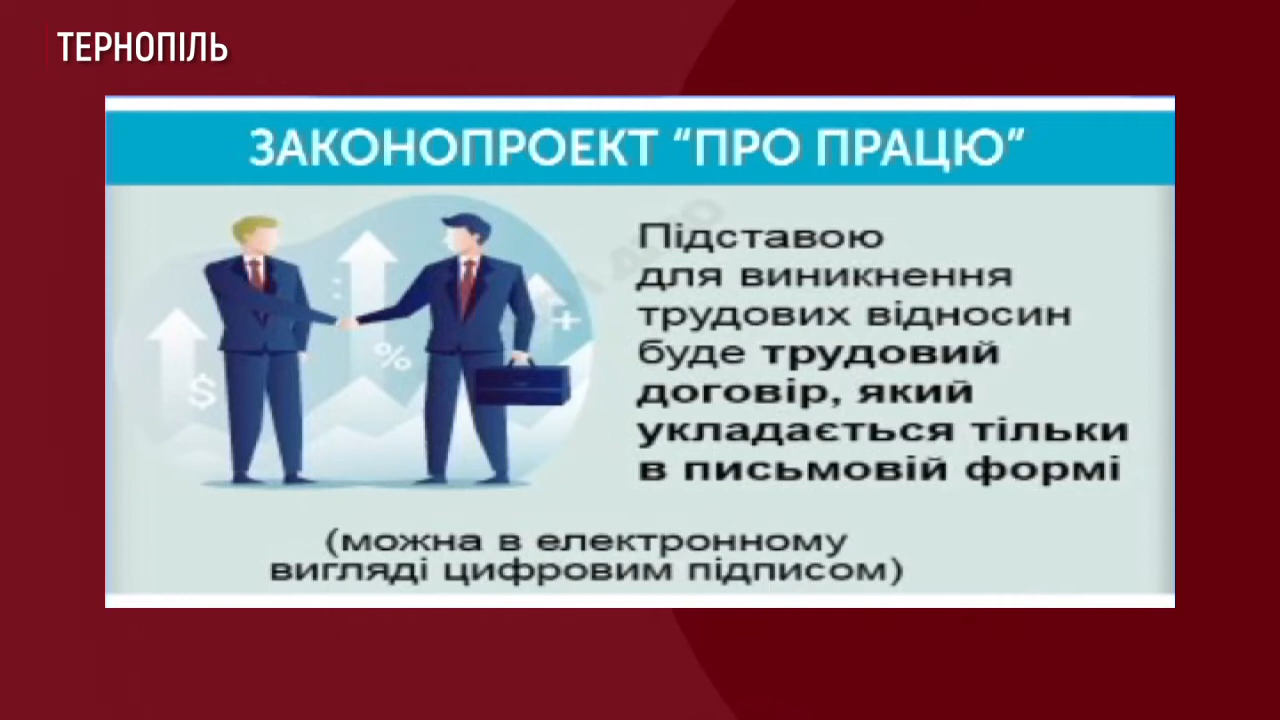 ТЕРНОПІЛЬ
ЗАКОНОПРОЕКТ “ПРО ПРАЦЮ”
Підставою
для виникнення
трудових відносин
буде трудовий
договір, який
укладається тільки
в письмовій формі
$
%
+
(можна в електронному
вигляді цифровим підписом)